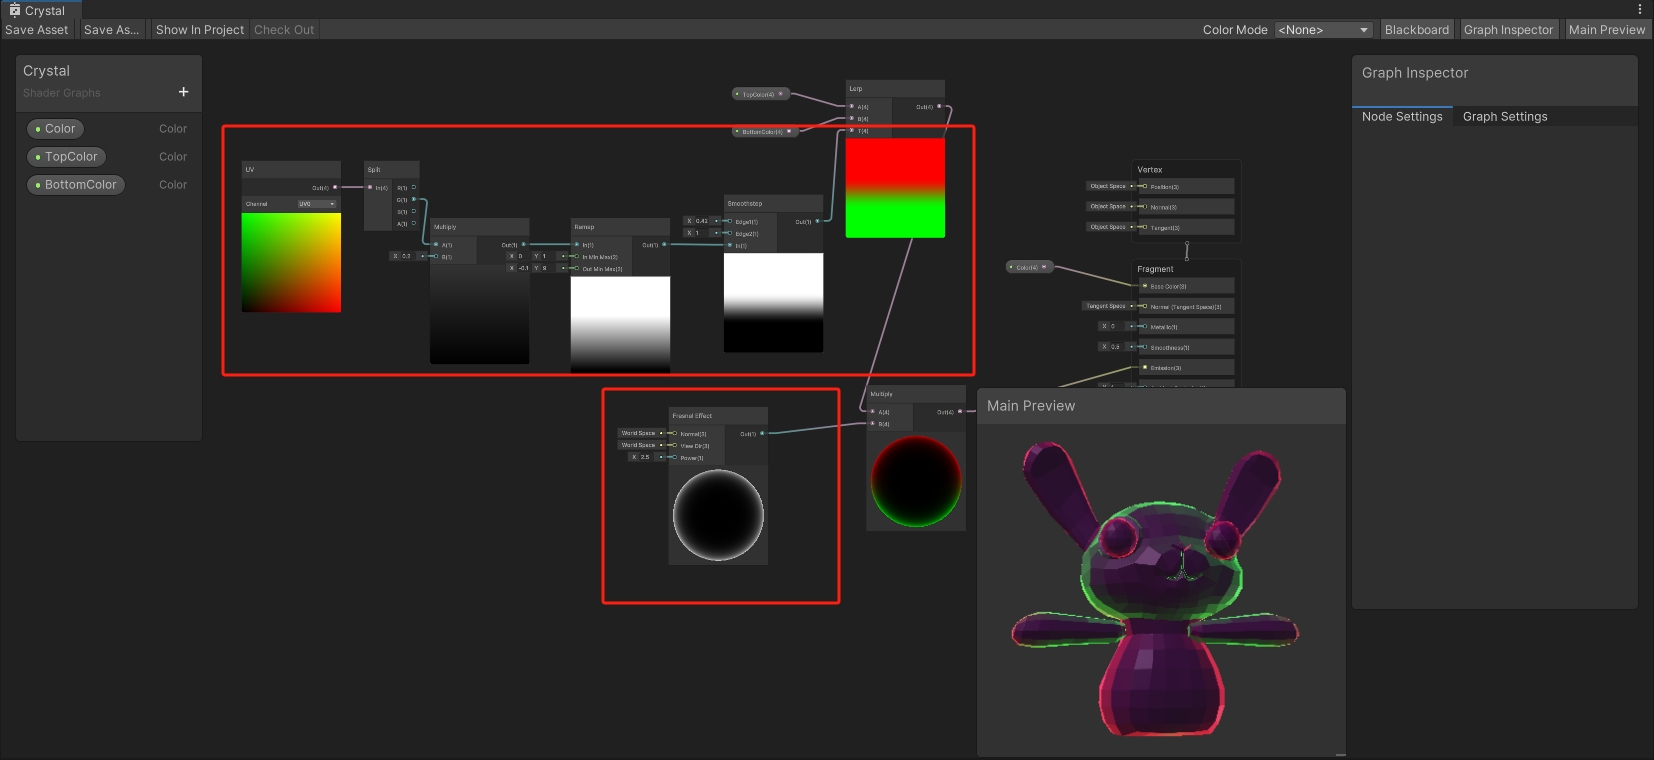 Crystal
Save Asset Save As... Show In Project Check Out Color Mode <None> Blackboard Graph Inspector Main Preview
Crystal
Shader Graphs +
Color Color
TopColor Color
BottomColor Color
UV
Out(4)
Channel UV0
Split
In(4) R(1)
G(1)
B(1)
A(1)
Multiply
A(1) Out(1)
X 0.2 B(1)
Remap
In(1) Out(1)
X 0 Y 1 In Min Max(2)
X -0.1 Y 9 Out Min Max(2)
Smoothstep
X 0.42 Edge1(1) Out(1)
X 1 Edge2(1)
In(1)
TopColor(4)
BottomColor(4)
Lerp
A(4) Out(4)
B(4)
T(4)
Fresnel Effect
World Space Normal(3) Out(1)
World Space View Dir(3)
X 2.5 Power(1)
Multiply
A(4) Out(4)
B(4)
Vertex
Object Space Position(3)
Object Space Normal(3)
Object Space Tangent(3)
Color(4)
Fragment
Base Color(3)
Tangent Space Normal (Tangent Space)(3)
X 0 Metallic(1)
X 0.5 Smoothness(1)
Emission(3)
Main Preview
Graph Inspector
Node Settings Graph Settings